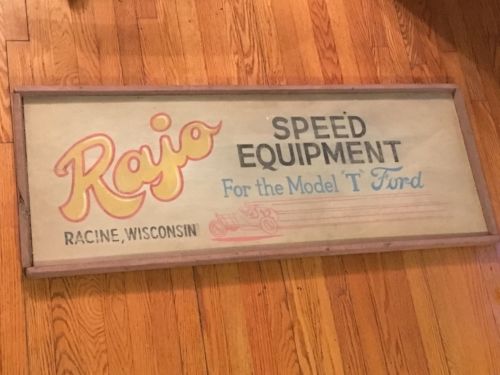 Rajo
RACINE, WISCONSIN
SPEED
EQUIPMENT
For the Model "T" Ford